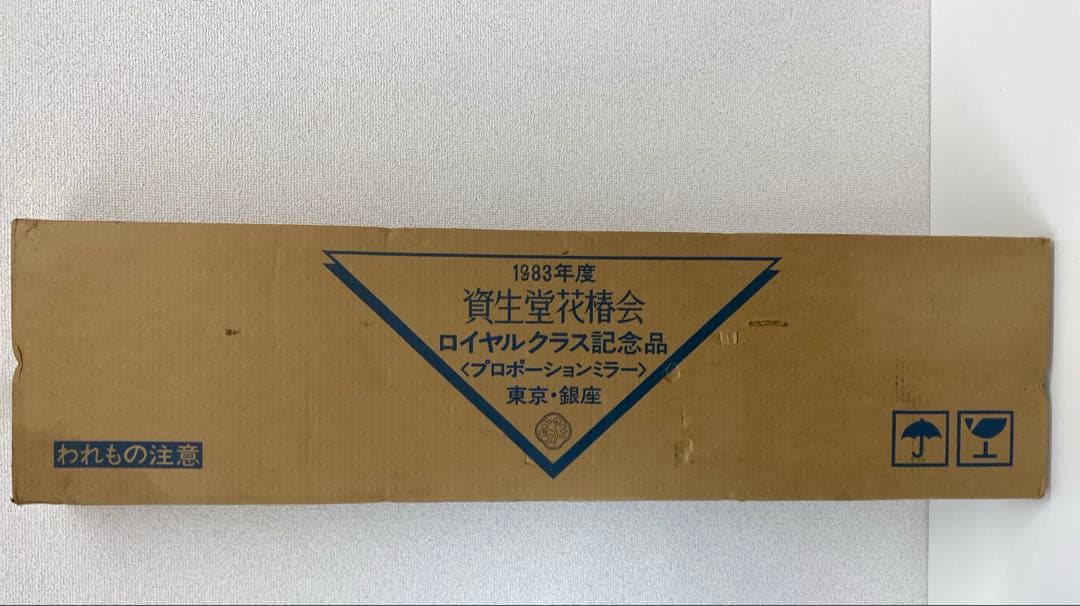 1983年度
資生堂花椿会
ロイヤルクラス記念品
〈プロポーションミラー〉
東京・銀座
われもの注意